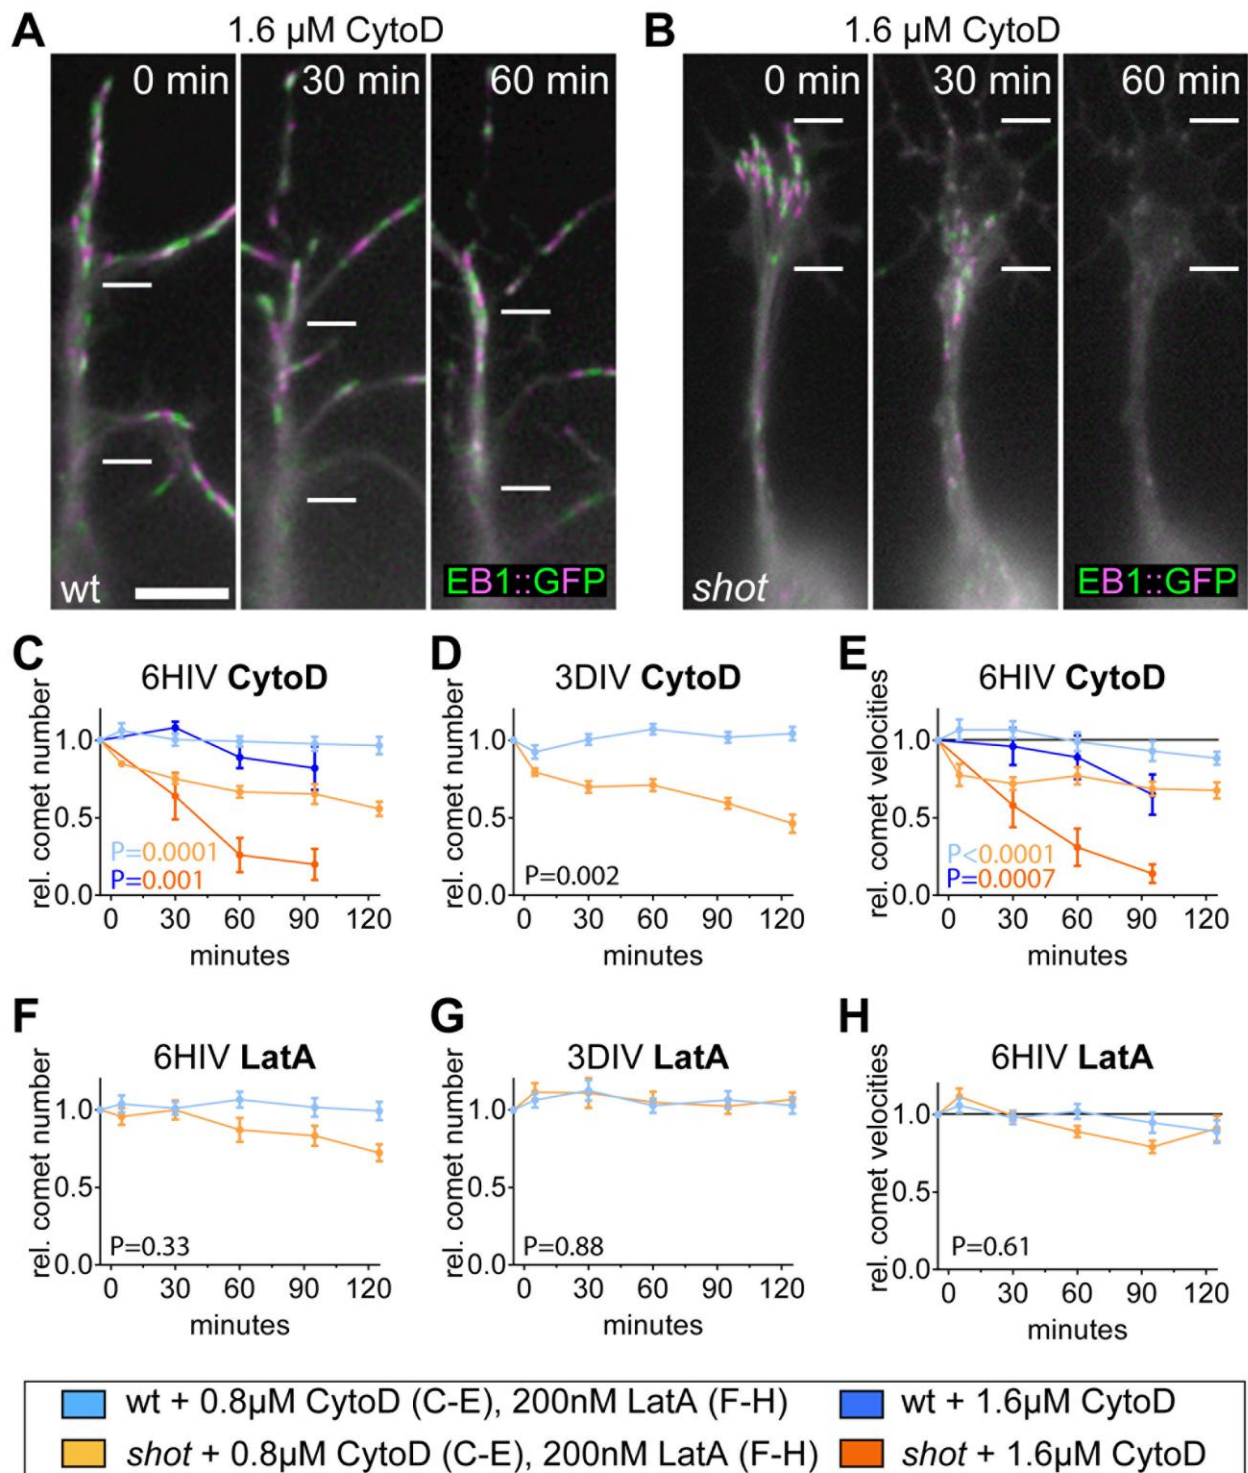 A
1.6 µM CytoD
0 min
30 min
60 min
wt
EB1::GFP
B
1.6 µM CytoD
0 min
30 min
60 min
shot
EB1::GFP
C
6HIV CytoD
rel. comet number
1.0
0.5
0.0
P=0.0001
P=0.001
0 30 60 90 120
minutes
D
3DIV CytoD
rel. comet number
1.0
0.5
0.0
P=0.002
0 30 60 90 120
minutes
E
6HIV CytoD
rel. comet velocities
1.0
0.5
0.0
P<0.0001
P=0.0007
0 30 60 90 120
minutes
F
6HIV LatA
rel. comet number
1.0
0.5
0.0
P=0.33
0 30 60 90 120
minutes
G
3DIV LatA
rel. comet number
1.0
0.5
0.0
P=0.88
0 30 60 90 120
minutes
H
6HIV LatA
rel. comet velocities
1.0
0.5
0.0
P=0.61
0 30 60 90 120
minutes
wt + 0.8µM CytoD (C-E), 200nM LatA (F-H)
wt + 1.6µM CytoD
shot + 0.8µM CytoD (C-E), 200nM LatA (F-H)
shot + 1.6µM CytoD